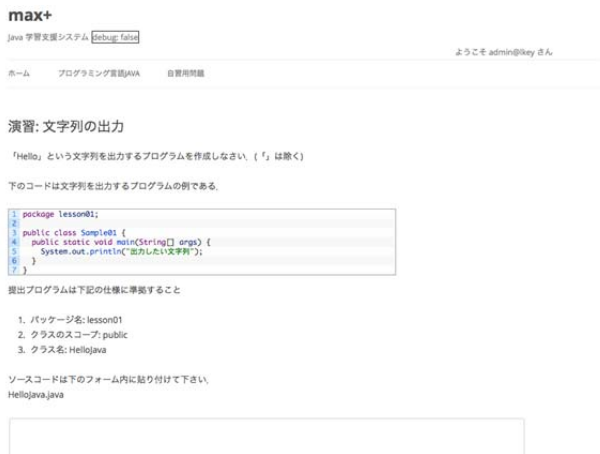 max+
Java 学習支援システム debug: false
ようこそ admin@lkey さん
ホーム プログラミング言語JAVA 自習用問題
演習: 文字列の出力
「Hello」という文字列を出力するプログラムを作成しなさい．(「」は除く)
下のコードは文字列を出力するプログラムの例である．
1 package lesson01;
2
3 public class Sample01 {
4 public static void main(String[] args) {
5 System.out.println("出力したい文字列");
6 }
7 }
提出プログラムは下記の仕様に準拠すること
1. パッケージ名: lesson01
2. クラスのスコープ: public
3. クラス名: HelloJava
ソースコードは下のフォーム内に貼り付けて下さい．
HelloJava.java